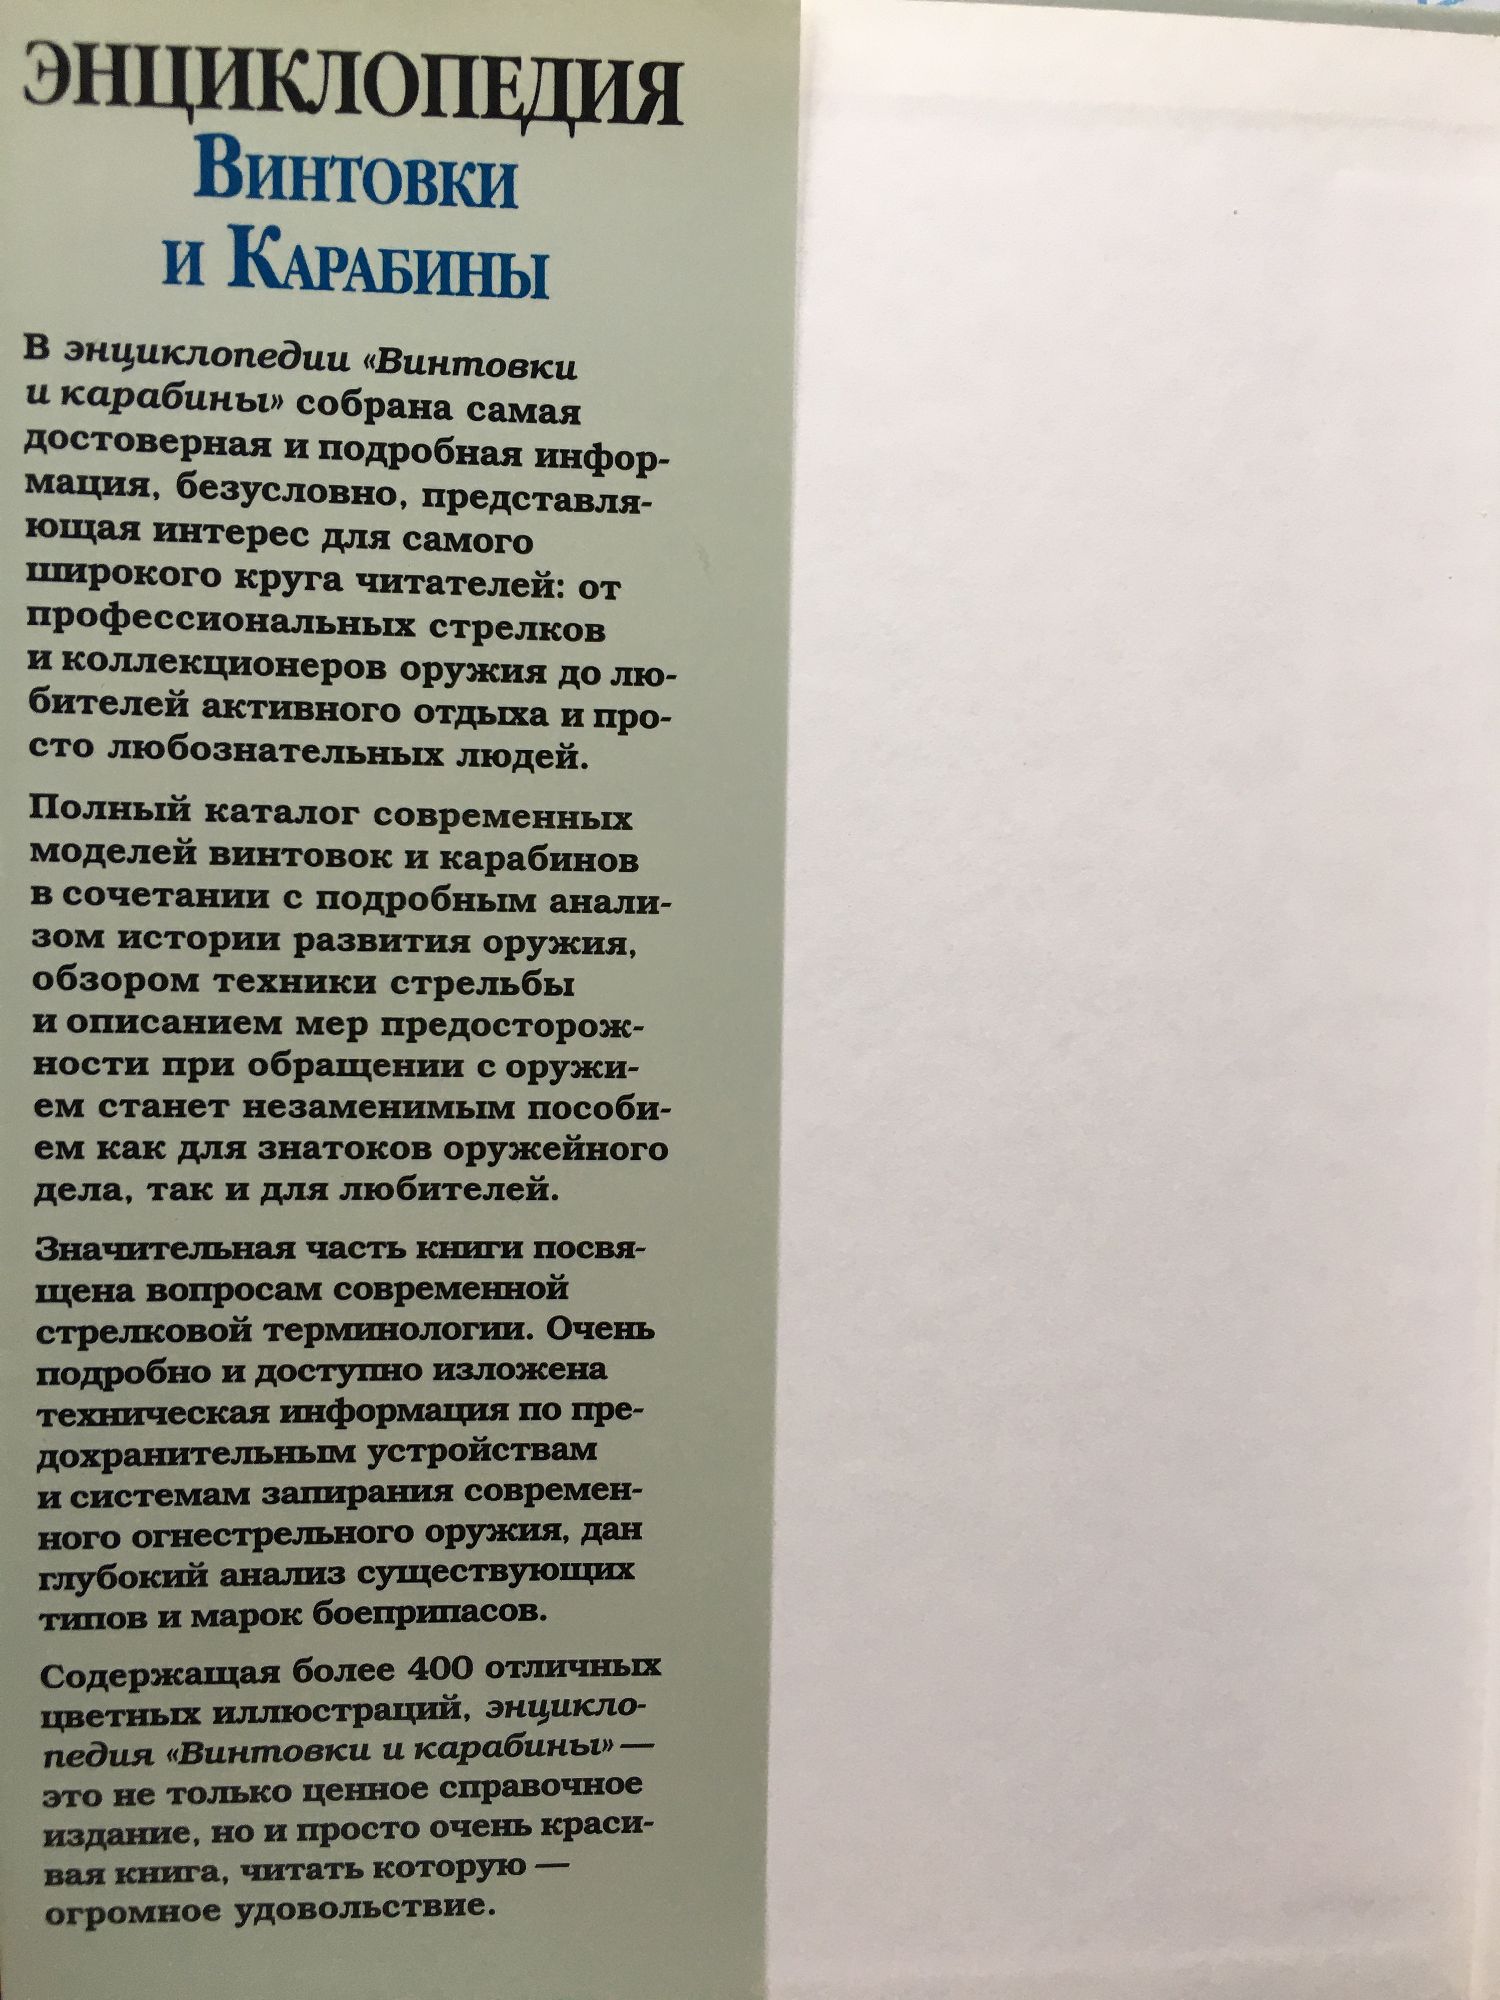 ЭНЦИКЛОПЕДИЯ
Винтовки
и Карабины
В энциклопедии «Винтовки
и карабины» собрана самая
достоверная и подробная инфор-
мация, безусловно, представля-
ющая интерес для самого
широкого круга читателей: от
профессиональных стрелков
и коллекционеров оружия до лю-
бителей активного отдыха и про-
сто любознательных людей.
Полный каталог современных
моделей винтовок и карабинов
в сочетании с подробным анали-
зом истории развития оружия,
обзором техники стрельбы
и описанием мер предосторож-
ности при обращении с оружи-
ем станет незаменимым пособи-
ем как для знатоков оружейного
дела, так и для любителей.
Значительная часть книги посвя-
щена вопросам современной
стрелковой терминологии. Очень
подробно и доступно изложена
техническая информация по пре-
дохранительным устройствам
и системам запирания современ-
ного огнестрельного оружия, дан
глубокий анализ существующих
типов и марок боеприпасов.
Содержащая более 400 отличных
цветных иллюстраций, энцикло-
педия «Винтовки и карабины» —
это не только ценное справочное
издание, но и просто очень краси-
вая книга, читать которую —
огромное удовольствие.